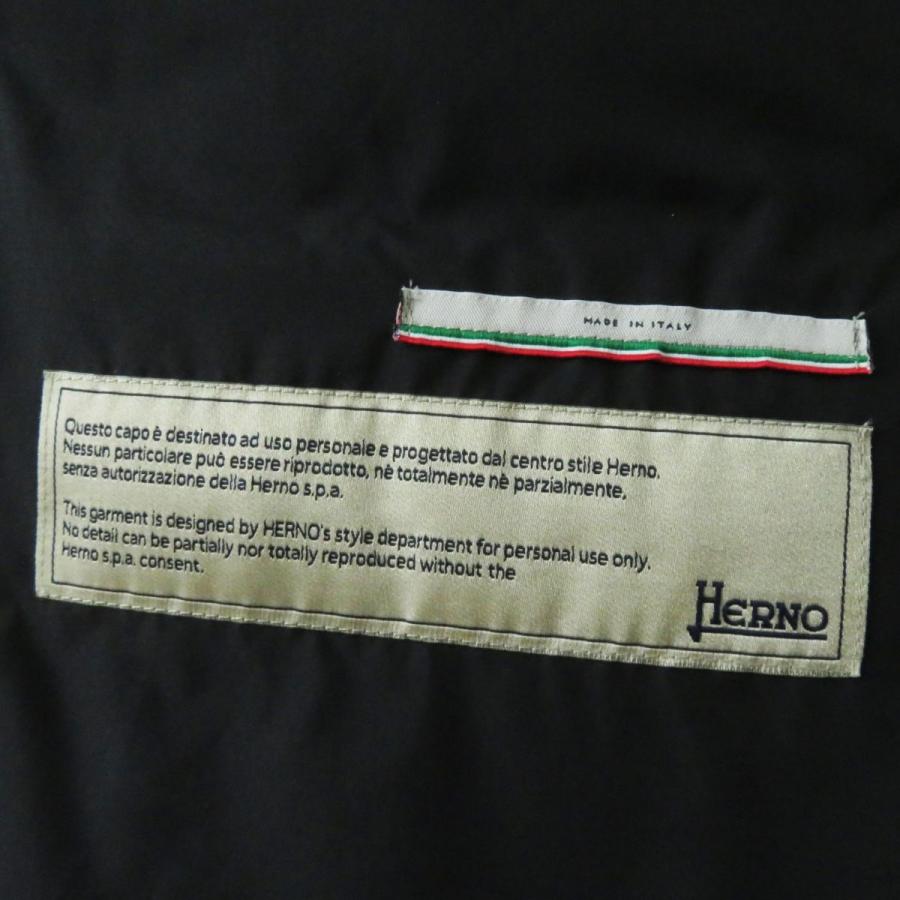 MADE IN ITALY
Questo capo è destinato ad uso personale e progettato dal centro stile Herno.
Nessun particolare può essere riprodotto, nè totalmente nè parzialmente,
senza autorizzazione della Herno s.p.a.
This garment is designed by HERNO's style department for personal use only.
No detail can be partially nor totally reproduced without the
Herno s.p.a. consent.
HERNO